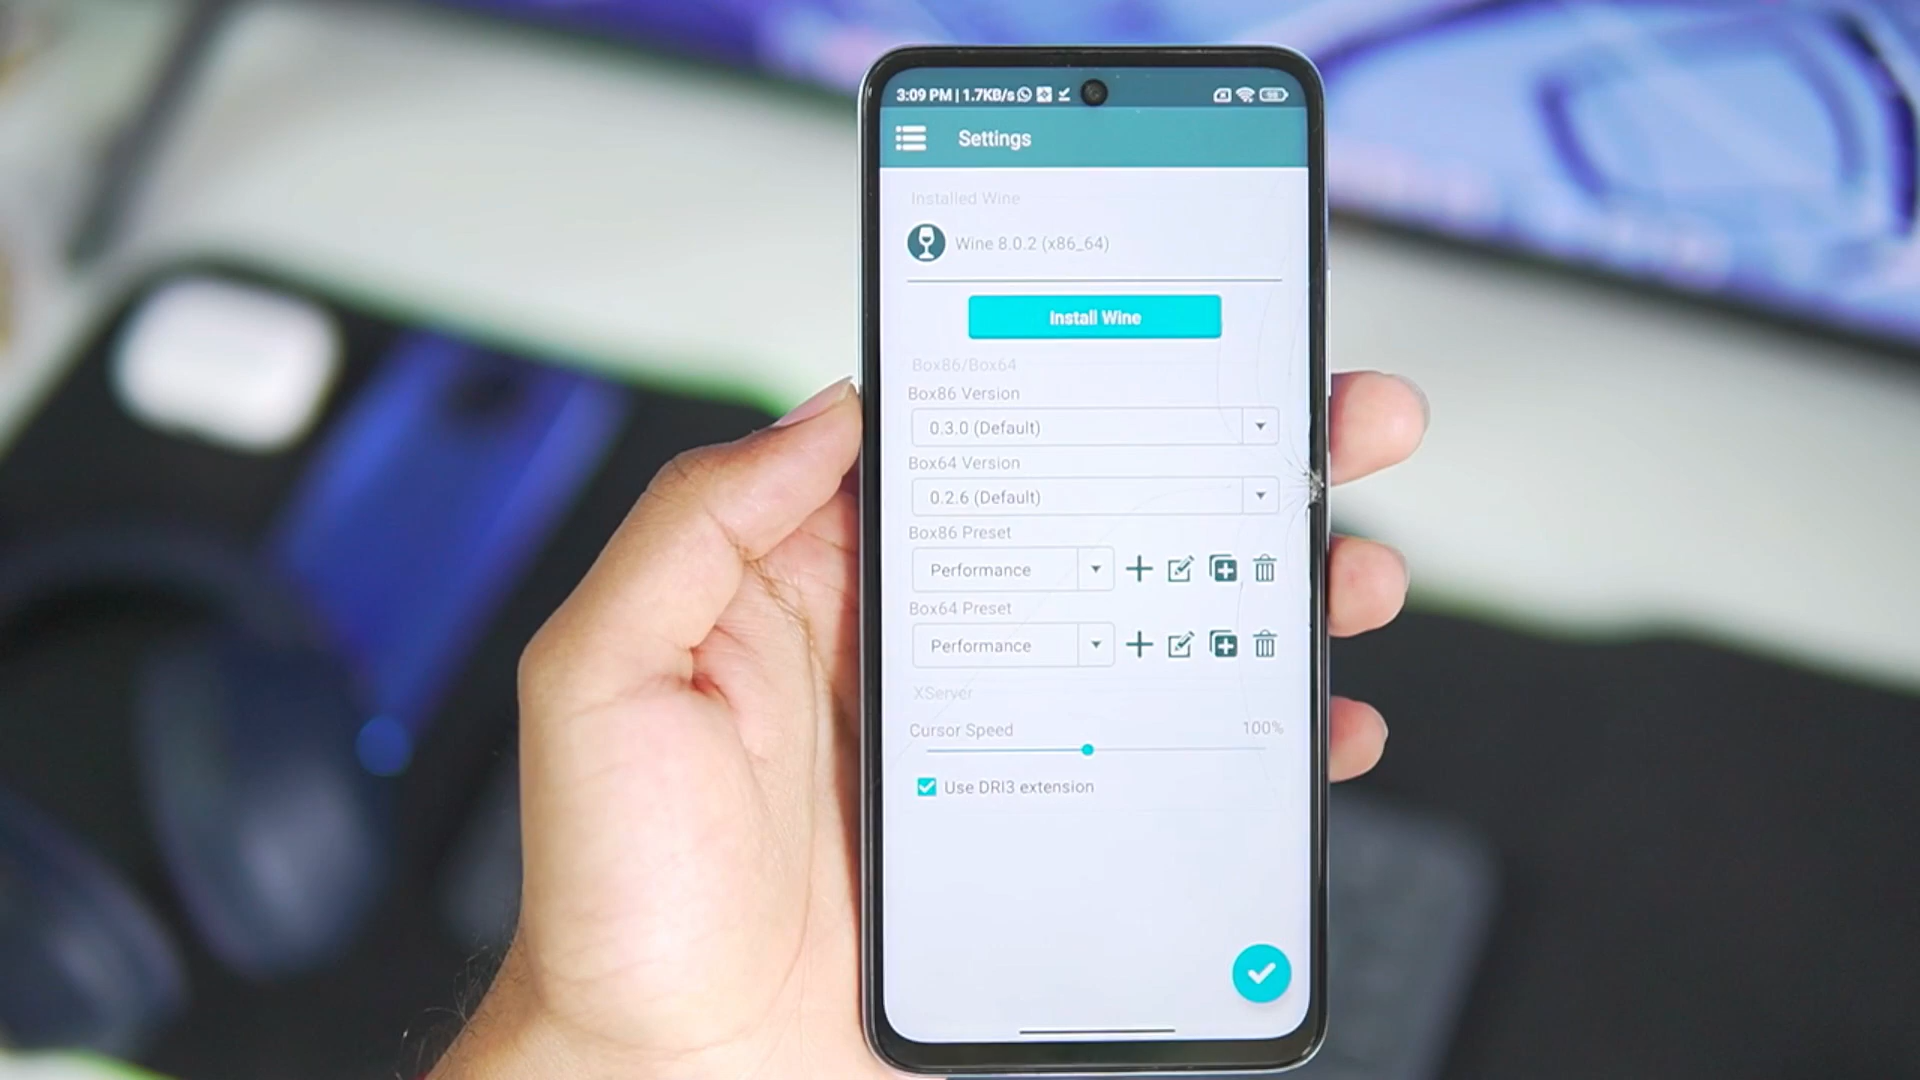 3:09 PM | 1.7KB/s
98
Settings
Installed Wine
Wine 8.0.2 (x86_64)
Install Wine
Box86/Box64
Box86 Version
0.3.0 (Default)
Box64 Version
0.2.6 (Default)
Box86 Preset
Performance
Box64 Preset
Performance
XServer
Cursor Speed 100%
Use DRI3 extension